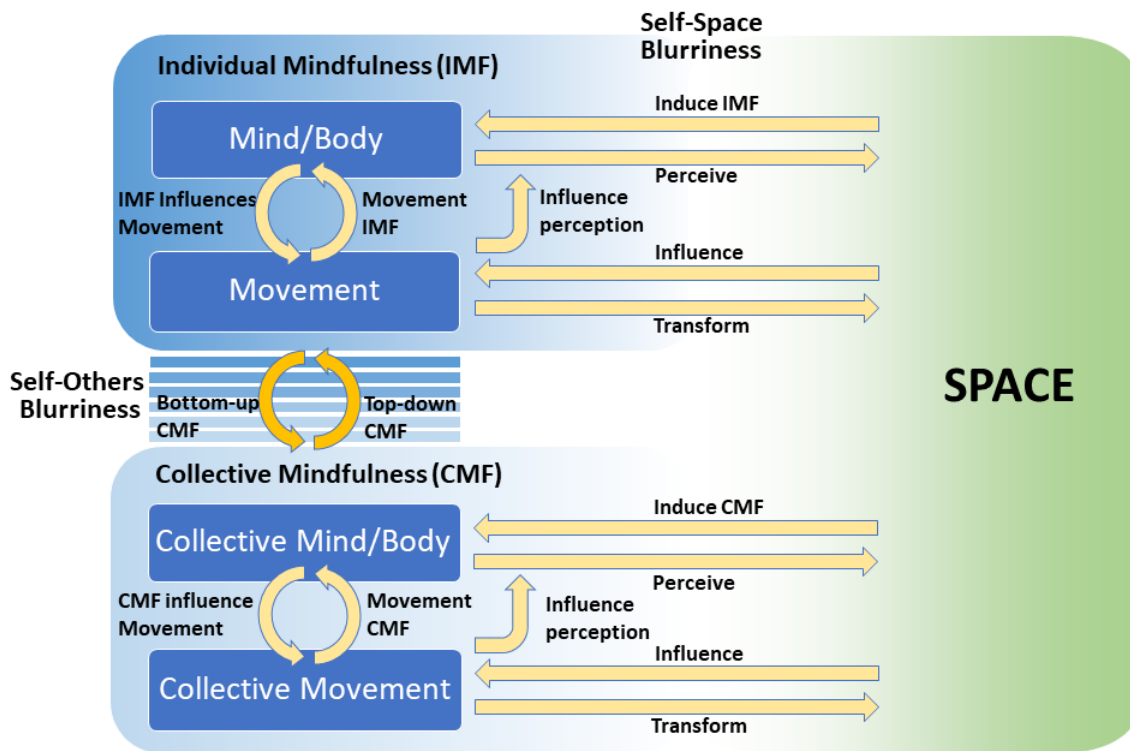 Self-Space
Blurriness
Individual Mindfulness (IMF)
Mind/Body
Induce IMF
Perceive
IMF Influences
Movement
Movement
IMF
Influence
perception
Movement
Influence
Transform
Self-Others
Blurriness
Bottom-up
CMF
Top-down
CMF
SPACE
Collective Mindfulness (CMF)
Collective Mind/Body
Induce CMF
Perceive
CMF influence
Movement
Movement
CMF
Influence
perception
Collective Movement
Influence
Transform